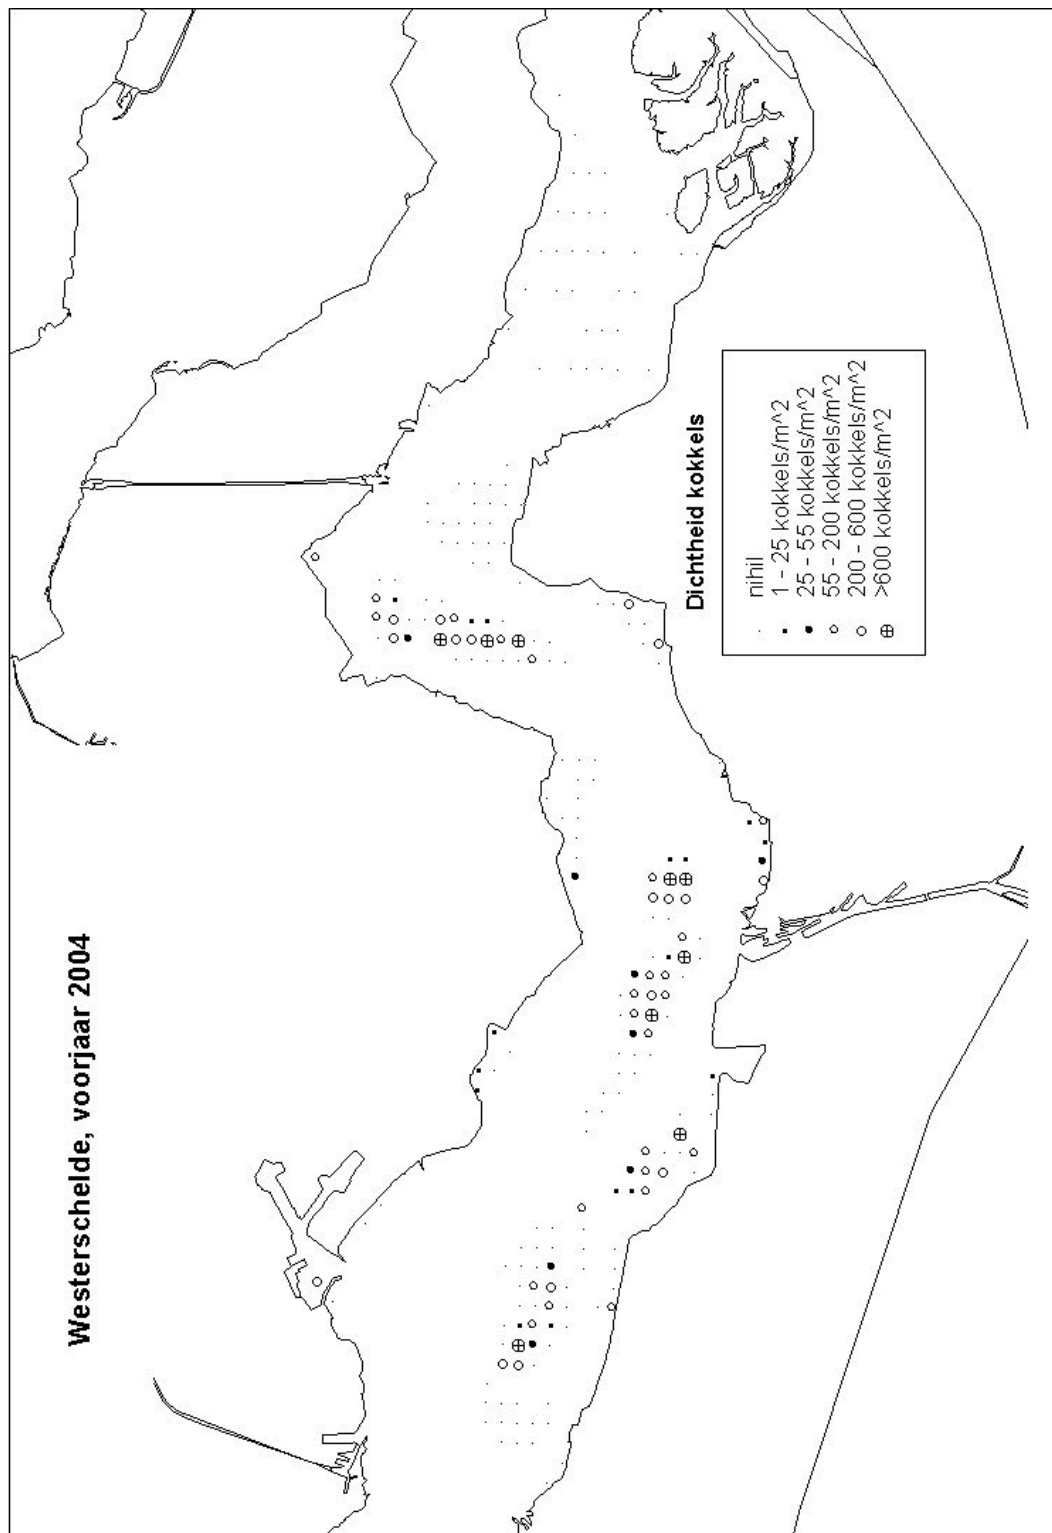 Westerschelde, voorjaar 2004
Dichtheid kokkels
nihil
1 - 25 kokkels/m^2
25 - 55 kokkels/m^2
55 - 200 kokkels/m^2
200 - 600 kokkels/m^2
>600 kokkels/m^2